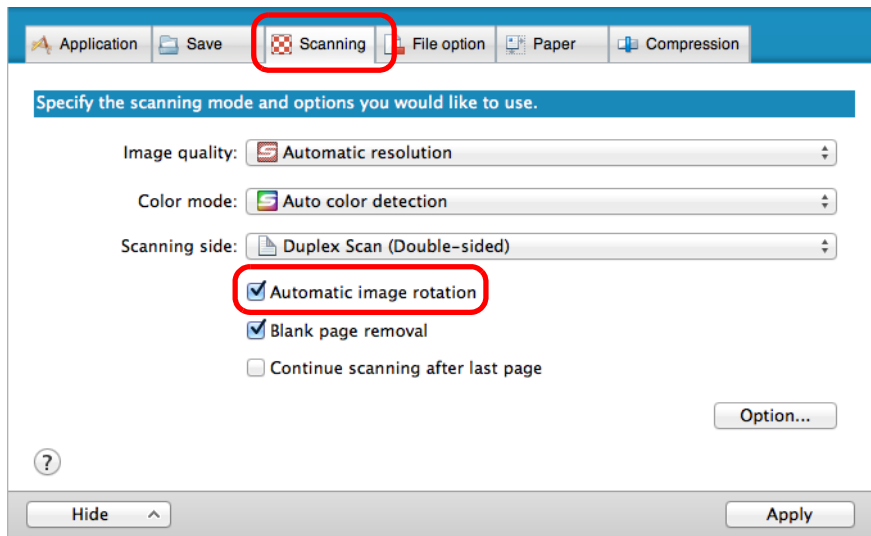 Application Save Scanning File option Paper Compression
Specify the scanning mode and options you would like to use.
Image quality: Automatic resolution
Color mode: Auto color detection
Scanning side: Duplex Scan (Double-sided)
Automatic image rotation
Blank page removal
Continue scanning after last page
Option...
?
Hide Apply